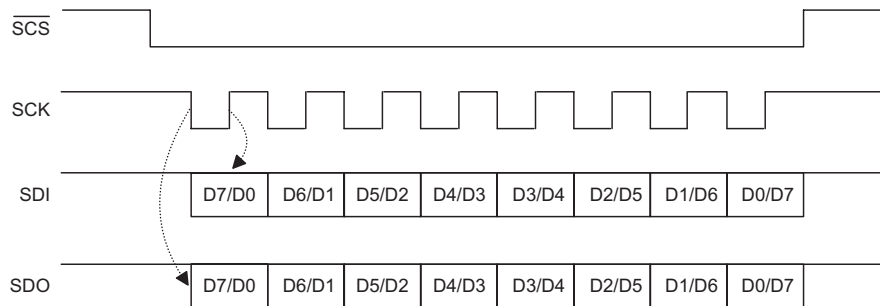 SCS
SCK
SDI D7/D0 D6/D1 D5/D2 D4/D3 D3/D4 D2/D5 D1/D6 D0/D7
SDO D7/D0 D6/D1 D5/D2 D4/D3 D3/D4 D2/D5 D1/D6 D0/D7